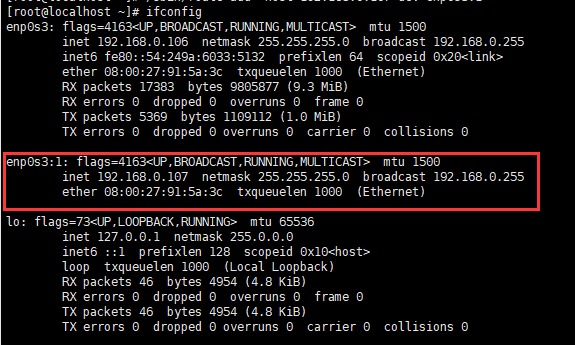 [root@localhost ~]# ifconfig
enp0s3: flags=4163<UP,BROADCAST,RUNNING,MULTICAST>  mtu 1500
        inet 192.168.0.106  netmask 255.255.255.0  broadcast 192.168.0.255
        inet6 fe80::54:249a:6033:5132  prefixlen 64  scopeid 0x20<link>
        ether 08:00:27:91:5a:3c  txqueuelen 1000  (Ethernet)
        RX packets 17383  bytes 9805877 (9.3 MiB)
        RX errors 0  dropped 0  overruns 0  frame 0
        TX packets 5369  bytes 1109112 (1.0 MiB)
        TX errors 0  dropped 0 overruns 0  carrier 0  collisions 0
enp0s3:1: flags=4163<UP,BROADCAST,RUNNING,MULTICAST>  mtu 1500
        inet 192.168.0.107  netmask 255.255.255.0  broadcast 192.168.0.255
        ether 08:00:27:91:5a:3c  txqueuelen 1000  (Ethernet)
lo: flags=73<UP,LOOPBACK,RUNNING>  mtu 65536
        inet 127.0.0.1  netmask 255.0.0.0
        inet6 ::1  prefixlen 128  scopeid 0x10<host>
        loop  txqueuelen 1000  (Local Loopback)
        RX packets 46  bytes 4954 (4.8 KiB)
        RX errors 0  dropped 0  overruns 0  frame 0
        TX packets 46  bytes 4954 (4.8 KiB)
        TX errors 0  dropped 0 overruns 0  carrier 0  collisions 0